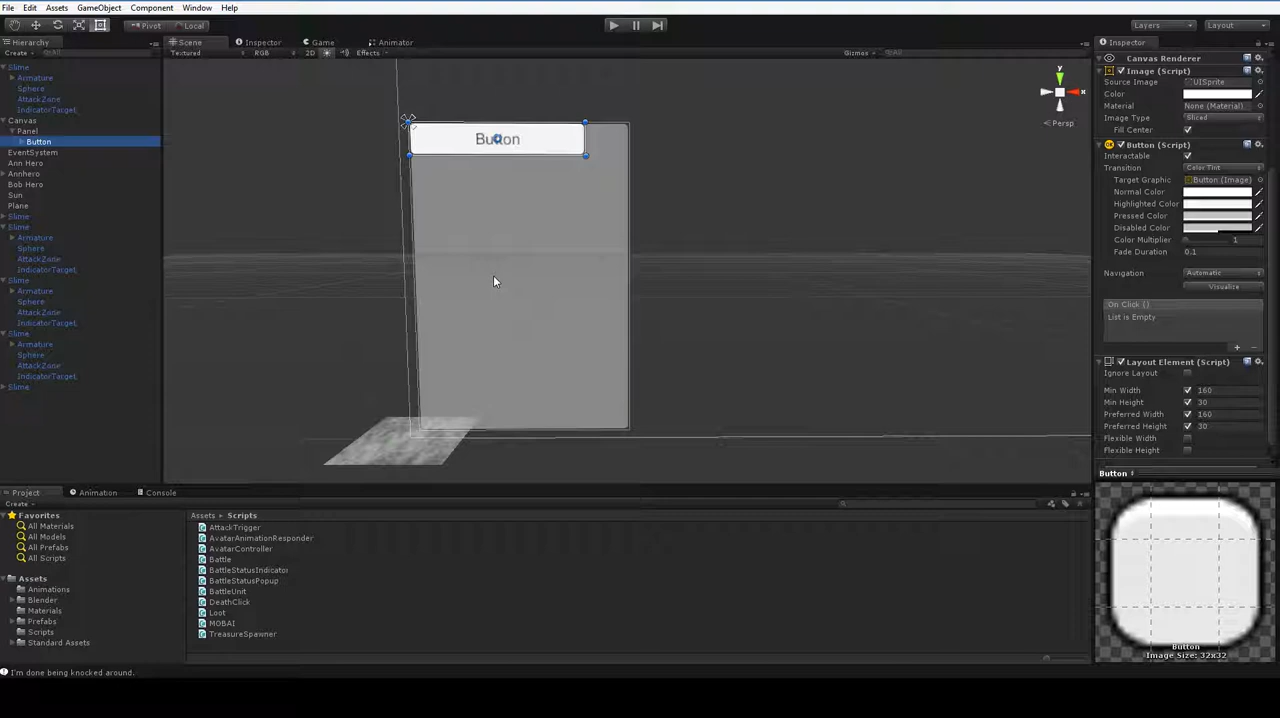 File Edit Assets GameObject Component Window Help
Pivot Local Layers Layout
Hierarchy Scene Inspector Game Animator Inspector
Create All Textured RGB 2D Effects Gizmos All
Slime
Armature
Sphere
AttackZone
IndicatorTarget
Canvas
Panel
Button
EventSystem
Ann Hero
Annhero
Bob Hero
Sun
Plane
Slime
Slime
Armature
Sphere
AttackZone
IndicatorTarget
Slime
Armature
Sphere
AttackZone
IndicatorTarget
Slime
Armature
Sphere
AttackZone
IndicatorTarget
Slime
Button
y
x
Persp
Canvas Renderer
Image (Script)
Source Image UISprite
Color
Material None (Material)
Image Type Sliced
Fill Center
Button (Script)
Interactable
Transition Color Tint
Target Graphic Button (Image)
Normal Color
Highlighted Color
Pressed Color
Disabled Color
Color Multiplier 1
Fade Duration 0.1
Navigation Automatic
Visualize
On Click ()
List is Empty
Layout Element (Script)
Ignore Layout
Min Width 160
Min Height 30
Preferred Width 160
Preferred Height 30
Flexible Width
Flexible Height
Button
Button
Image Size: 32x32
Project Animation Console
Create
Favorites
All Materials
All Models
All Prefabs
All Scripts
Assets
Animations
Blender
Materials
Prefabs
Scripts
Standard Assets
Assets Scripts
AttackTrigger
AvatarAnimationResponder
AvatarController
Battle
BattleStatusIndicator
BattleStatusPopup
BattleUnit
DeathClick
Loot
MOBAI
TreasureSpawner
I'm done being knocked around.